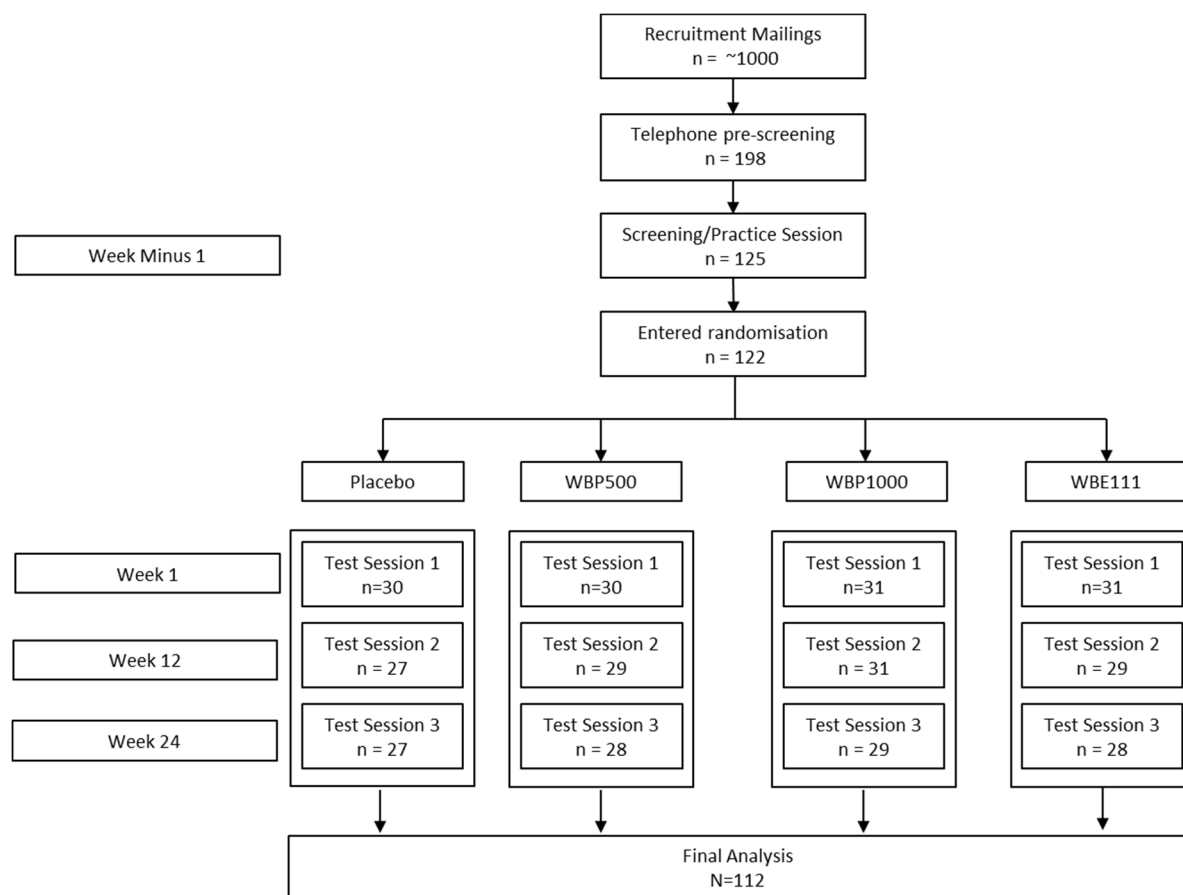 Recruitment Mailings
n = ~1000
Telephone pre-screening
n = 198
Week Minus 1
Screening/Practice Session
n = 125
Entered randomisation
n = 122
Placebo
WBP500
WBP1000
WBE111
Week 1
Test Session 1
n=30
Test Session 1
n=30
Test Session 1
n=31
Test Session 1
n=31
Week 12
Test Session 2
n = 27
Test Session 2
n = 29
Test Session 2
n = 31
Test Session 2
n = 29
Week 24
Test Session 3
n = 27
Test Session 3
n = 28
Test Session 3
n = 29
Test Session 3
n = 28
Final Analysis
N=112